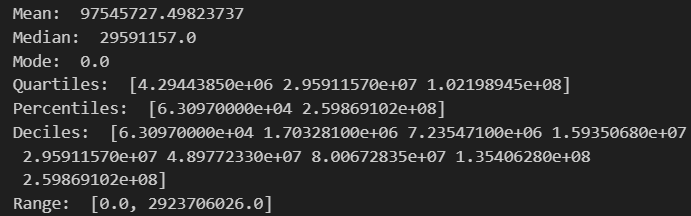 Mean:  97545727.49823737
Median:  29591157.0
Mode:  0.0
Quartiles:  [4.29443850e+06 2.95911570e+07 1.02198945e+08]
Percentiles:  [6.30970000e+04 2.59869102e+08]
Deciles:  [6.30970000e+04 1.70328100e+06 7.23547100e+06 1.59350680e+07
 2.95911570e+07 4.89772330e+07 8.00672835e+07 1.35406280e+08
 2.59869102e+08]
Range:  [0.0, 2923706026.0]